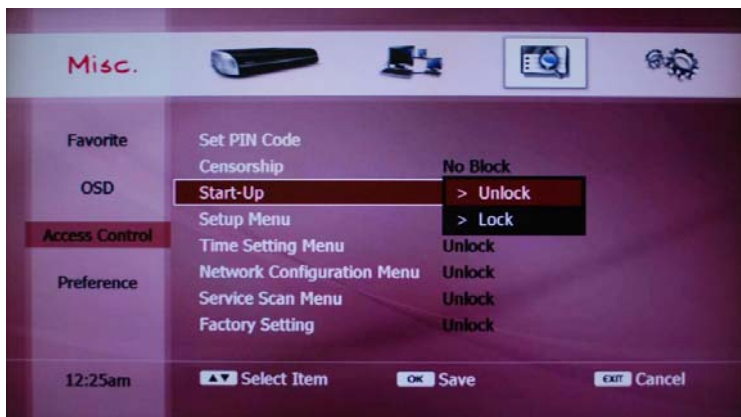 Misc.
Favorite
OSD
Access Control
Preference
Set PIN Code
Censorship No Block
Start-Up > Unlock
Setup Menu > Lock
Time Setting Menu Unlock
Network Configuration Menu Unlock
Service Scan Menu Unlock
Factory Setting Unlock
12:25am ▲▼ Select Item OK Save EXIT Cancel